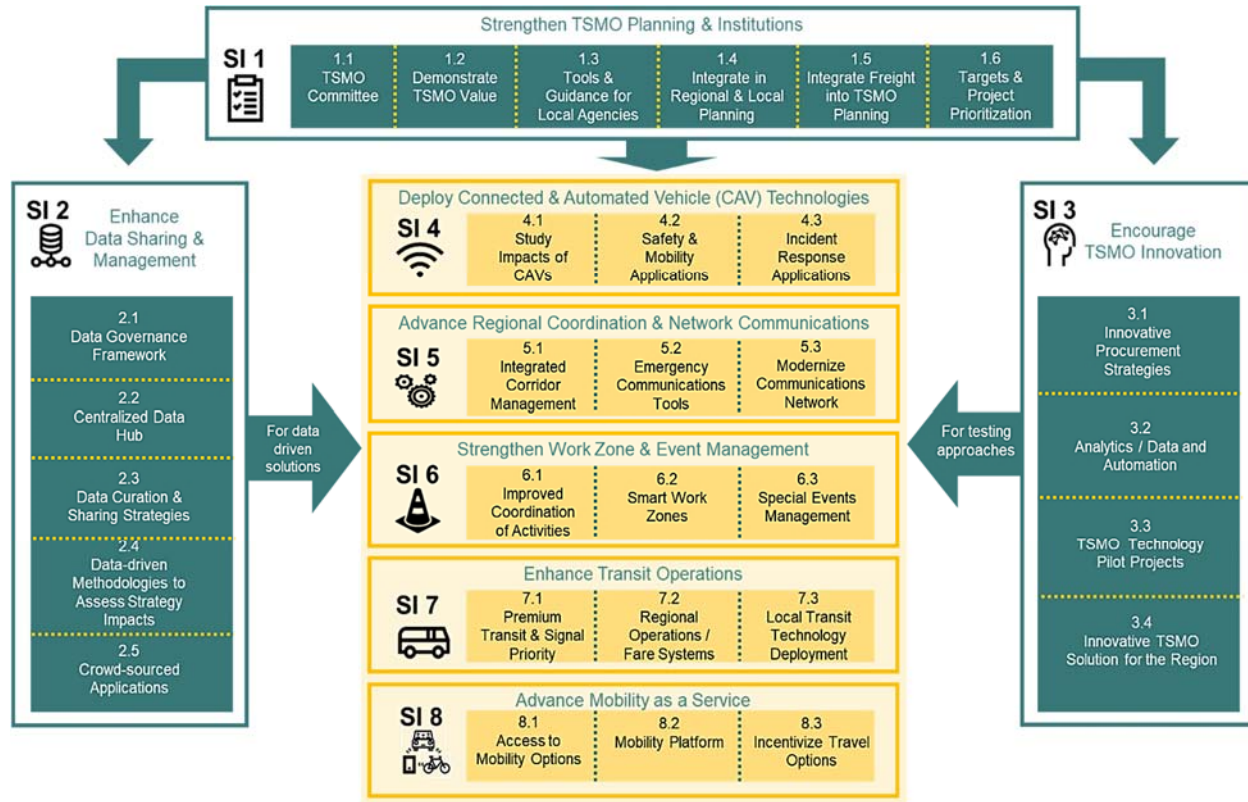 Strengthen TSMO Planning & Institutions
SI 1
1.1
TSMO
Committee
1.2
Demonstrate
TSMO Value
1.3
Tools &
Guidance for
Local Agencies
1.4
Integrate in
Regional & Local
Planning
1.5
Integrate Freight
into TSMO
Planning
1.6
Targets &
Project
Prioritization
SI 2
Enhance
Data Sharing &
Management
2.1
Data Governance
Framework
2.2
Centralized Data
Hub
2.3
Data Curation &
Sharing Strategies
2.4
Data-driven
Methodologies to
Assess Strategy
Impacts
2.5
Crowd-sourced
Applications
For data
driven
solutions
Deploy Connected & Automated Vehicle (CAV) Technologies
SI 4
4.1
Study
Impacts of
CAVs
4.2
Safety &
Mobility
Applications
4.3
Incident
Response
Applications
Advance Regional Coordination & Network Communications
SI 5
5.1
Integrated
Corridor
Management
5.2
Emergency
Communications
Tools
5.3
Modernize
Communications
Network
Strengthen Work Zone & Event Management
SI 6
6.1
Improved
Coordination
of Activities
6.2
Smart Work
Zones
6.3
Special Events
Management
Enhance Transit Operations
SI 7
7.1
Premium
Transit & Signal
Priority
7.2
Regional
Operations /
Fare Systems
7.3
Local Transit
Technology
Deployment
Advance Mobility as a Service
SI 8
8.1
Access to
Mobility Options
8.2
Mobility Platform
8.3
Incentivize Travel
Options
For testing
approaches
SI 3
Encourage
TSMO Innovation
3.1
Innovative
Procurement
Strategies
3.2
Analytics / Data and
Automation
3.3
TSMO Technology
Pilot Projects
3.4
Innovative TSMO
Solution for the Region